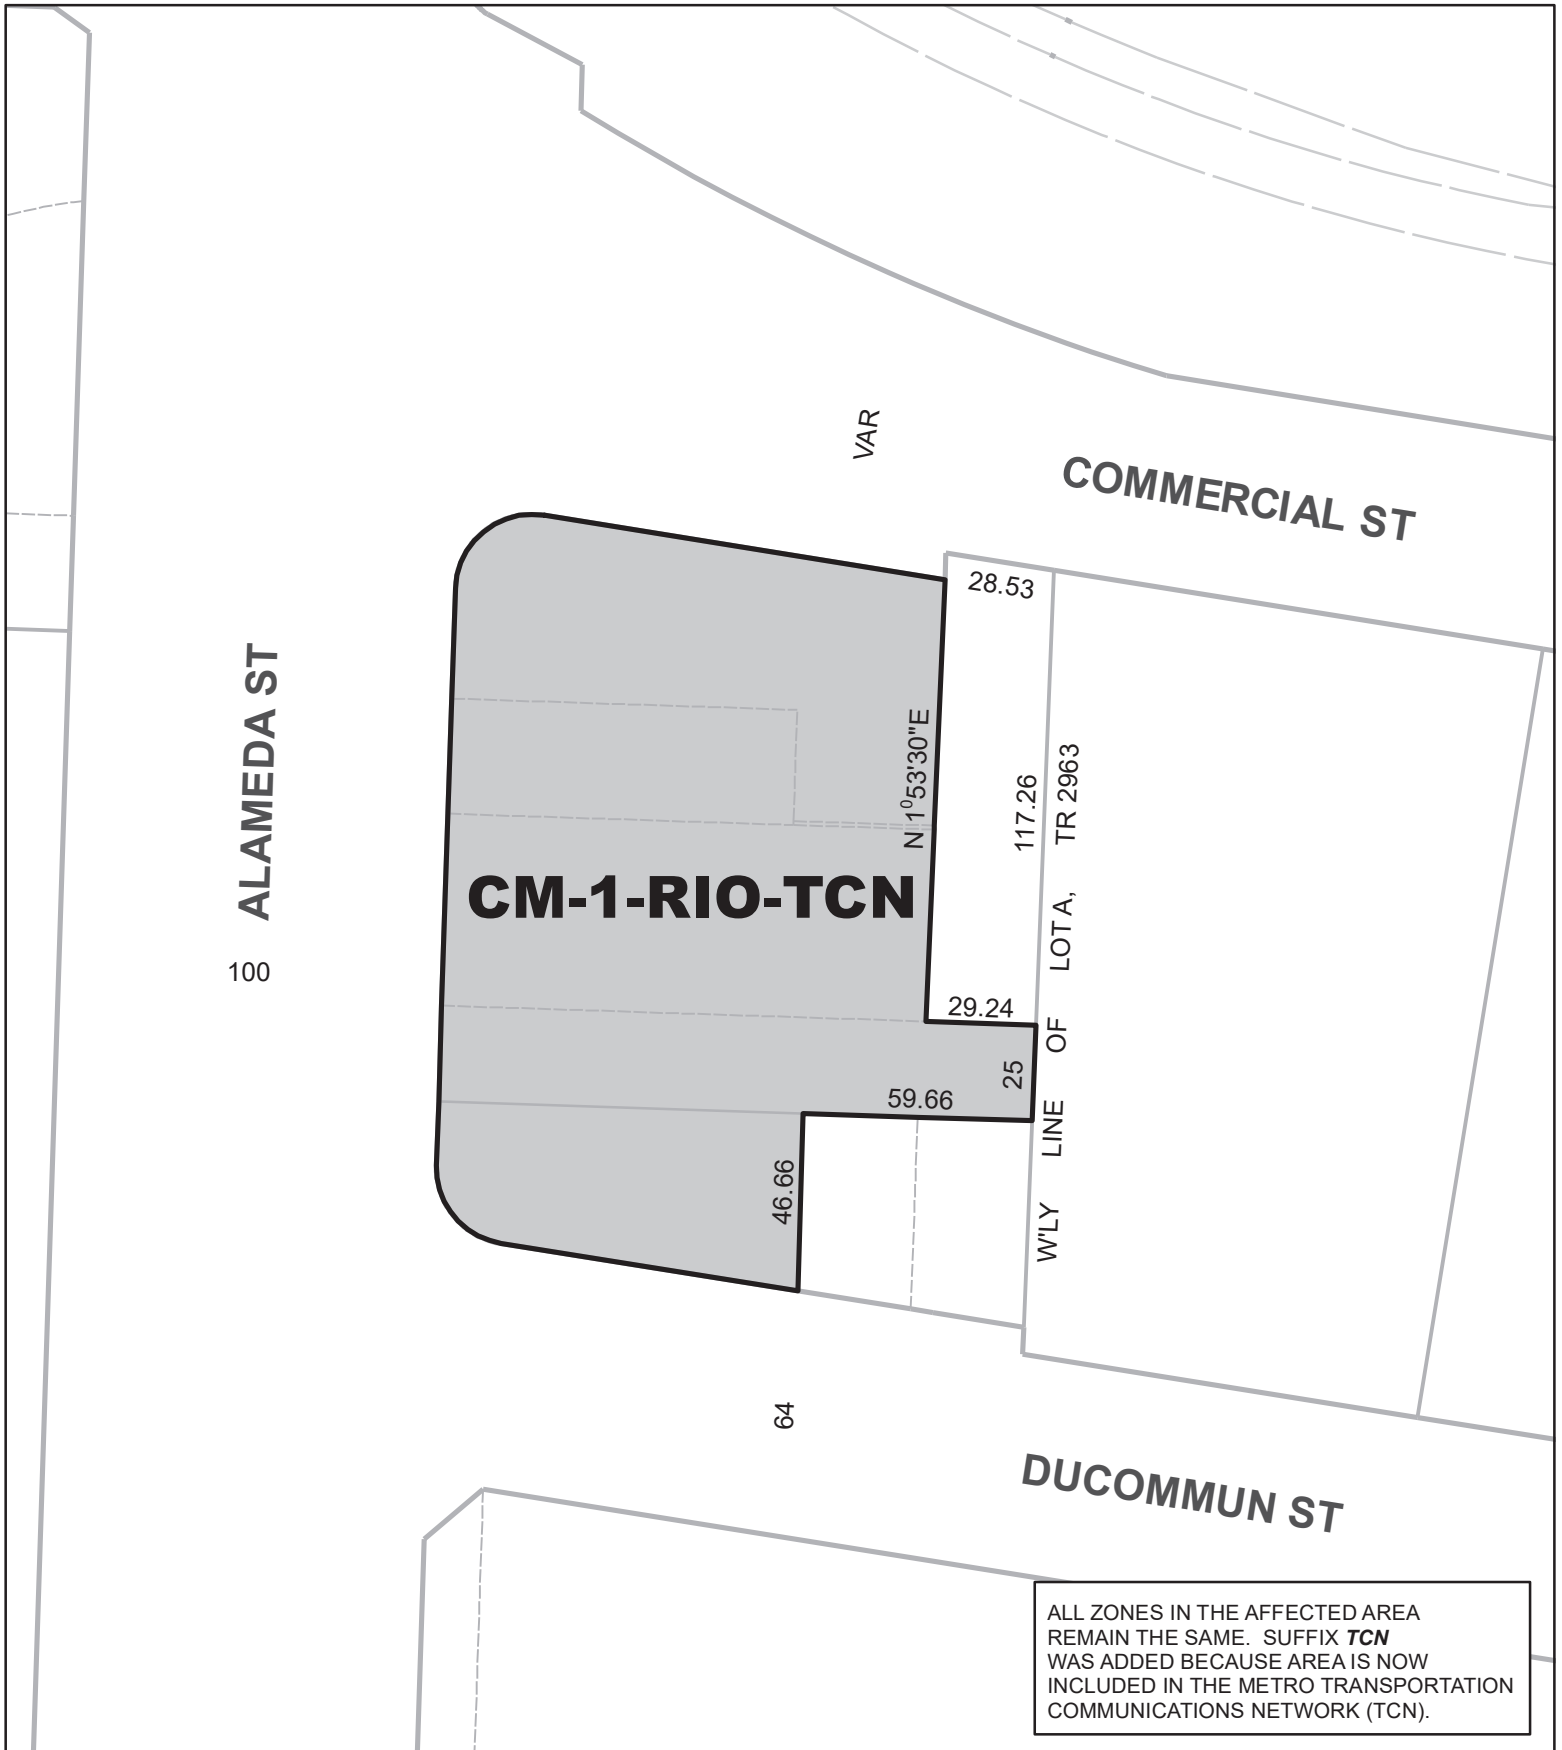 VAR
COMMERCIAL ST
28.53
ALAMEDA ST
100
N 1⁰53'30"E
117.26
CM-1-RIO-TCN
29.24
25
59.66
46.66
W'LY LINE OF LOT A, TR 2963
64
DUCOMMUN ST
ALL ZONES IN THE AFFECTED AREA
REMAIN THE SAME. SUFFIX TCN
WAS ADDED BECAUSE AREA IS NOW
INCLUDED IN THE METRO TRANSPORTATION
COMMUNICATIONS NETWORK (TCN).